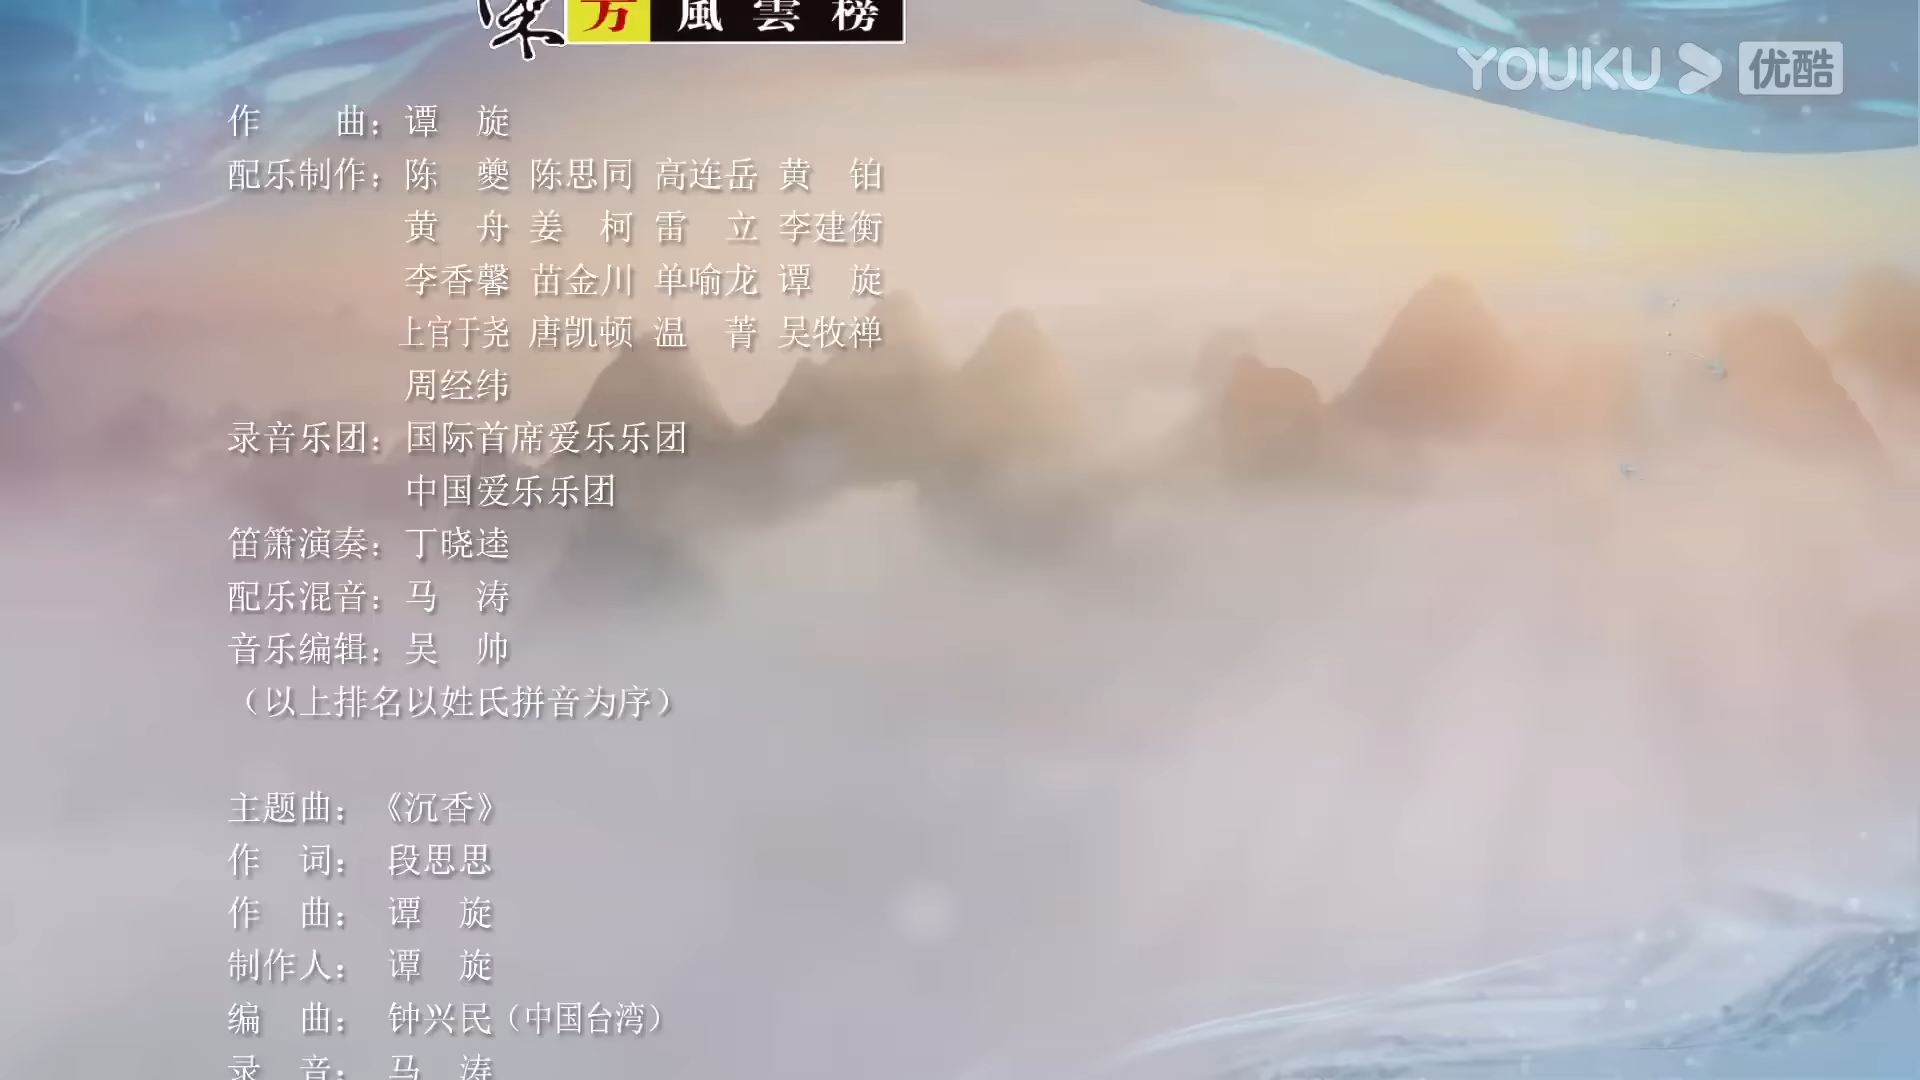 方 風雲榜
YOUKU 优酷
作　　曲：谭　旋
配乐制作：陈　夔 陈思同 高连岳 黄　铂
黄　舟 姜　柯 雷　立 李建衡
李香馨 苗金川 单喻龙 谭　旋
上官于尧 唐凯顿 温　菁 吴牧禅
周经纬
录音乐团：国际首席爱乐乐团
中国爱乐乐团
笛箫演奏：丁晓逵
配乐混音：马　涛
音乐编辑：吴　帅
（以上排名以姓氏拼音为序）
主题曲：《沉香》
作　词：段思思
作　曲：谭　旋
制作人：谭　旋
编　曲：钟兴民（中国台湾）
录　音：马　涛